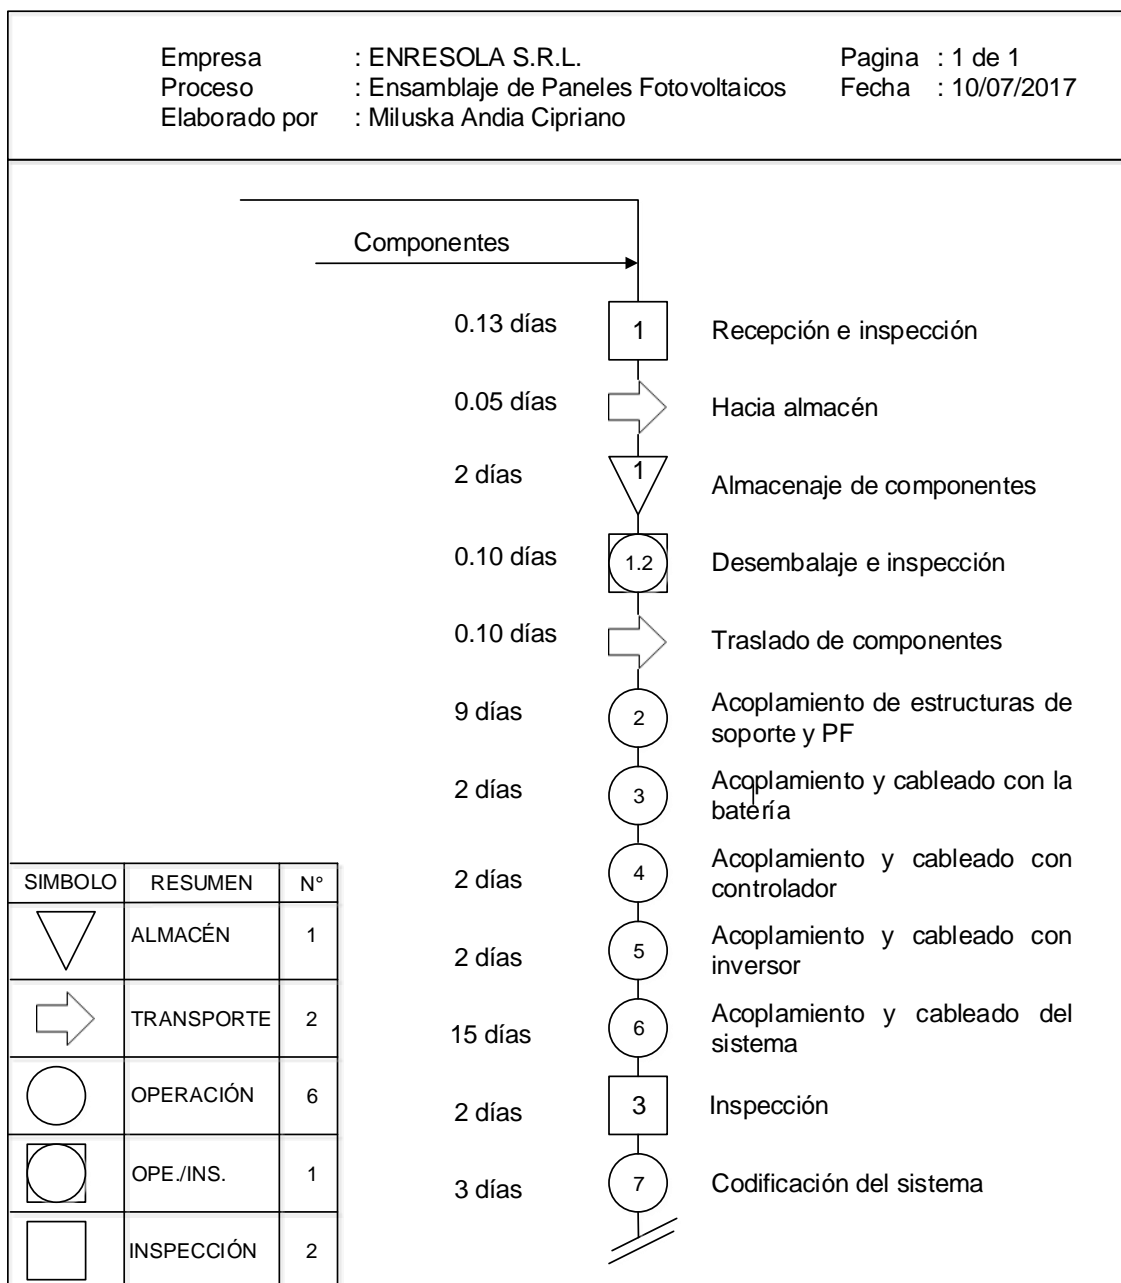 Empresa : ENRESOLA S.R.L. Pagina : 1 de 1
Proceso : Ensamblaje de Paneles Fotovoltaicos Fecha : 10/07/2017
Elaborado por : Miluska Andia Cipriano
Componentes
0.13 días 1 Recepción e inspección
0.05 días Hacia almacén
2 días 1 Almacenaje de componentes
0.10 días 1.2 Desembalaje e inspección
0.10 días Traslado de componentes
9 días 2 Acoplamiento de estructuras de
soporte y PF
2 días 3 Acoplamiento y cableado con la
batería
2 días 4 Acoplamiento y cableado con
controlador
2 días 5 Acoplamiento y cableado con
inversor
15 días 6 Acoplamiento y cableado del
sistema
2 días 3 Inspección
3 días 7 Codificación del sistema
SIMBOLO RESUMEN N°
ALMACÉN 1
TRANSPORTE 2
OPERACIÓN 6
OPE./INS. 1
INSPECCIÓN 2